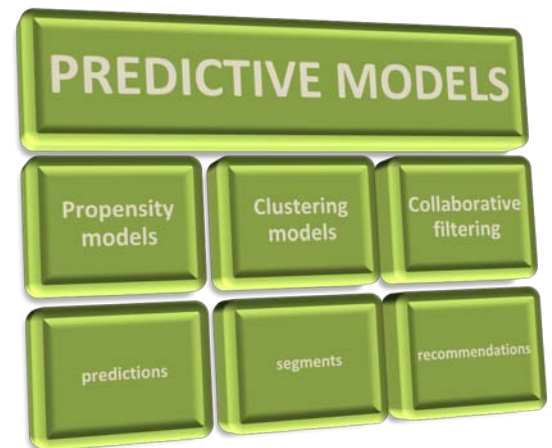 PREDICTIVE MODELS
Propensity
models
Clustering
models
Collaborative
filtering
predictions
segments
recommendations